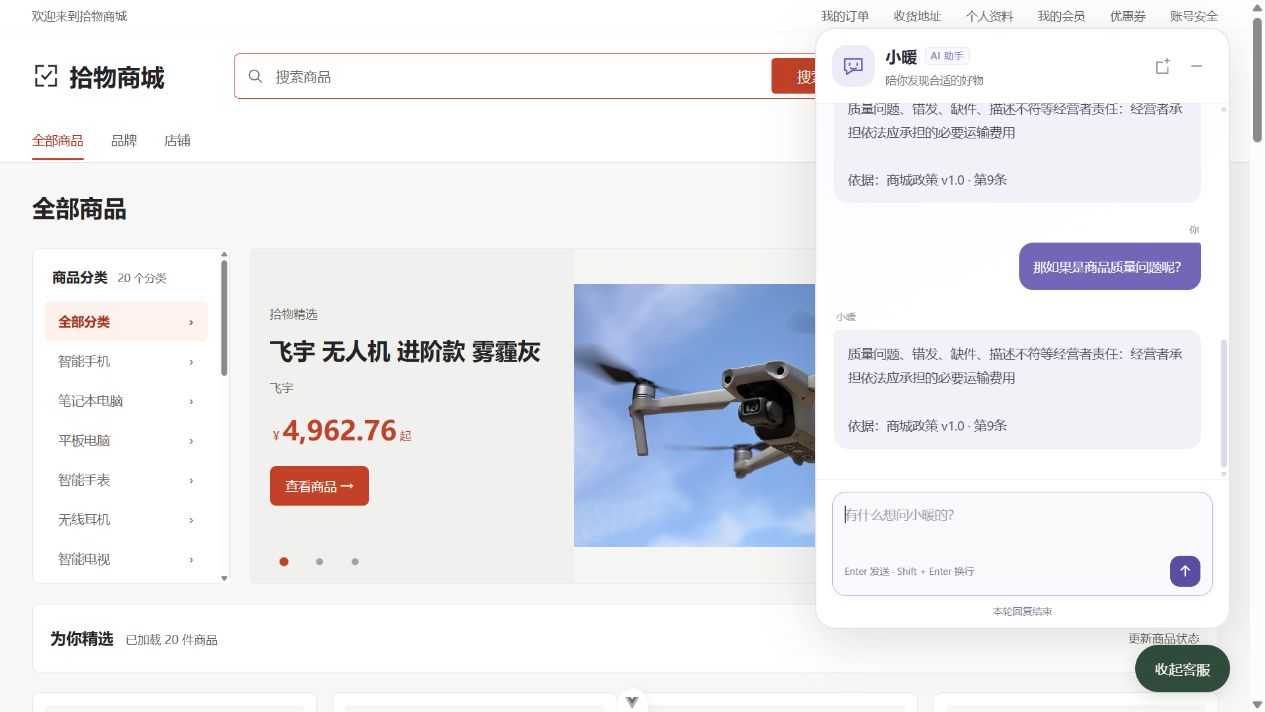 欢迎来到拾物商城
我的订单 收货地址 个人资料 我的会员 优惠券 账号安全
拾物商城
搜索商品
搜
全部商品 品牌 店铺
全部商品
商品分类 20 个分类
全部分类
智能手机
笔记本电脑
平板电脑
智能手表
无线耳机
智能电视
拾物精选
飞宇 无人机 进阶款 雾霾灰
飞宇
¥4,962.76起
查看商品 →
为你精选 已加载 20 件商品
更新商品状态
小暖 AI 助手
陪你发现合适的好物
质量问题、错发、缺件、描述不符等经营者责任：经营者承
担依法应承担的必要运输费用
依据：商城政策 v1.0 · 第9条
你
那如果是商品质量问题呢？
小暖
质量问题、错发、缺件、描述不符等经营者责任：经营者承
担依法应承担的必要运输费用
依据：商城政策 v1.0 · 第9条
有什么想问小暖的？
Enter 发送 · Shift + Enter 换行
本轮回复结束
收起客服